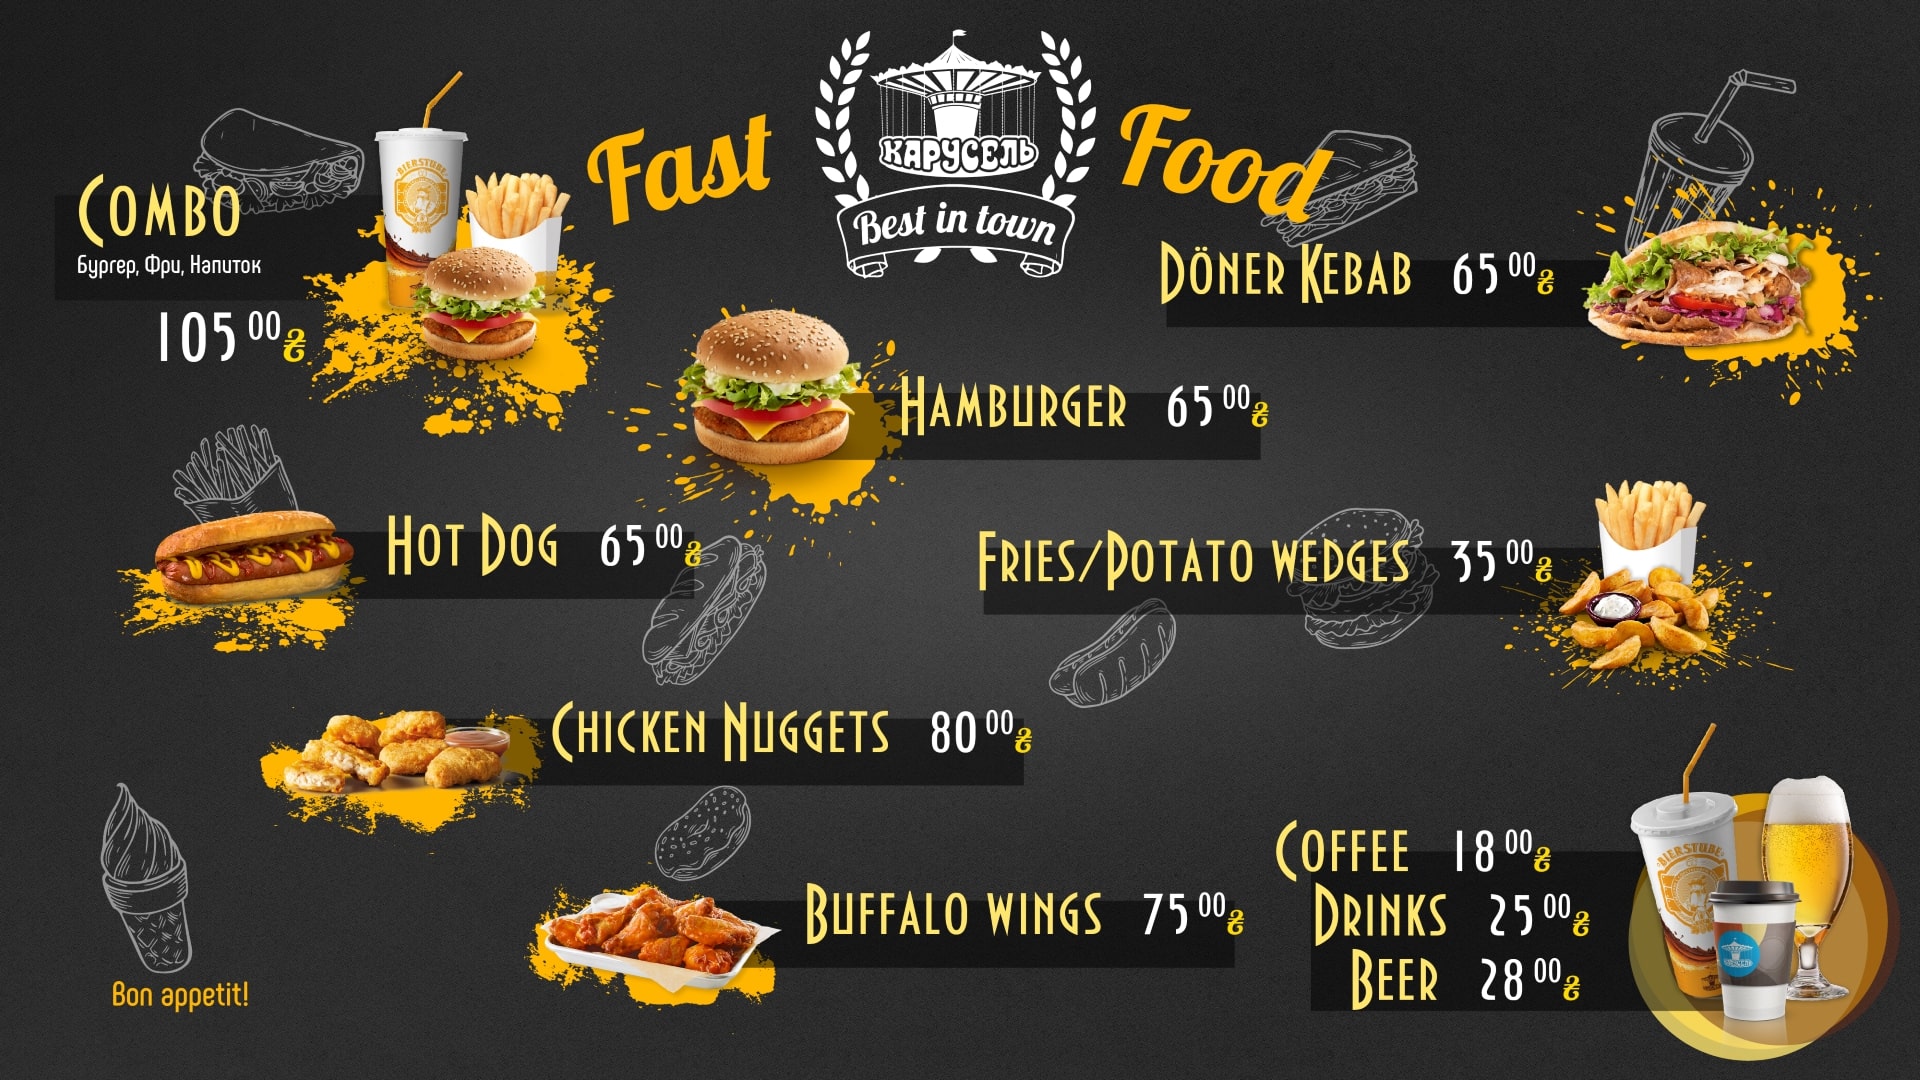 Fast
КАРУСЕЛЬ
Best in town
Food
COMBO
Бургер, Фри, Напиток
105 00 ₴
BIERSTUBE
DÖNER KEBAB 65 00 ₴
HAMBURGER 65 00 ₴
HOT DOG 65 00 ₴
FRIES/POTATO WEDGES 35 00 ₴
CHICKEN NUGGETS 80 00 ₴
BUFFALO WINGS 75 00 ₴
COFFEE 18 00 ₴
DRINKS 25 00 ₴
BEER 28 00 ₴
BIERSTUBE
Bon appetit!